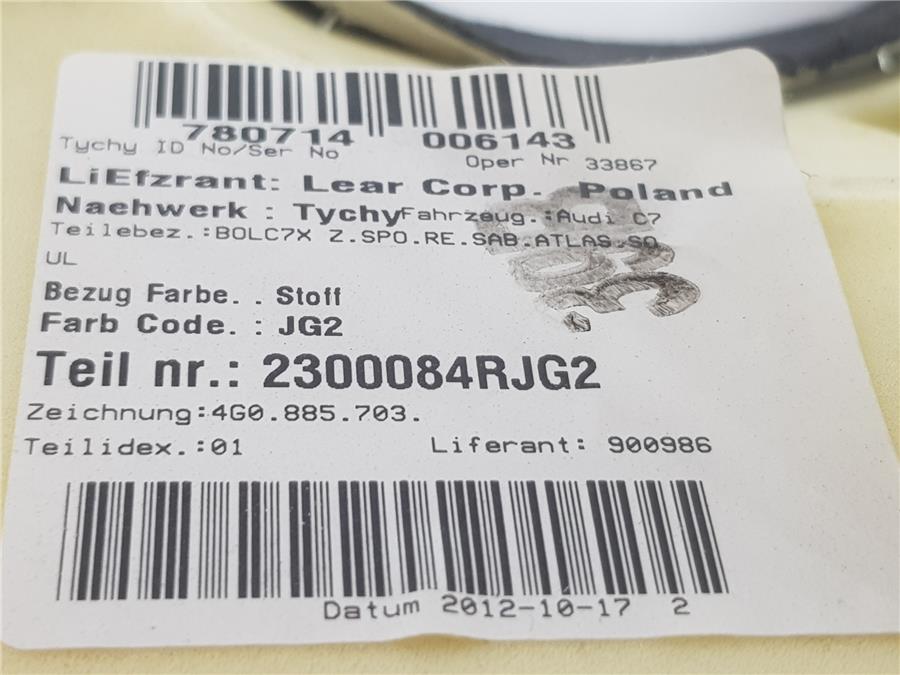 780714 006143
Tychy ID No/Ser No Oper Nr 33867
LiEfzrant: Lear Corp. Poland
Naehwerk : Tychy Fahrzeug.:Audi C7
Teilebez.:BOLC7X Z.SPO.RE.SAB.ATLAS.SO
UL
Bezug Farbe. . Stoff
Farb Code. : JG2
Teil nr.: 2300084RJG2
Zeichnung:4G0.885.703.
Teilidex.:01 Liferant: 900986
Datum 2012-10-17 2